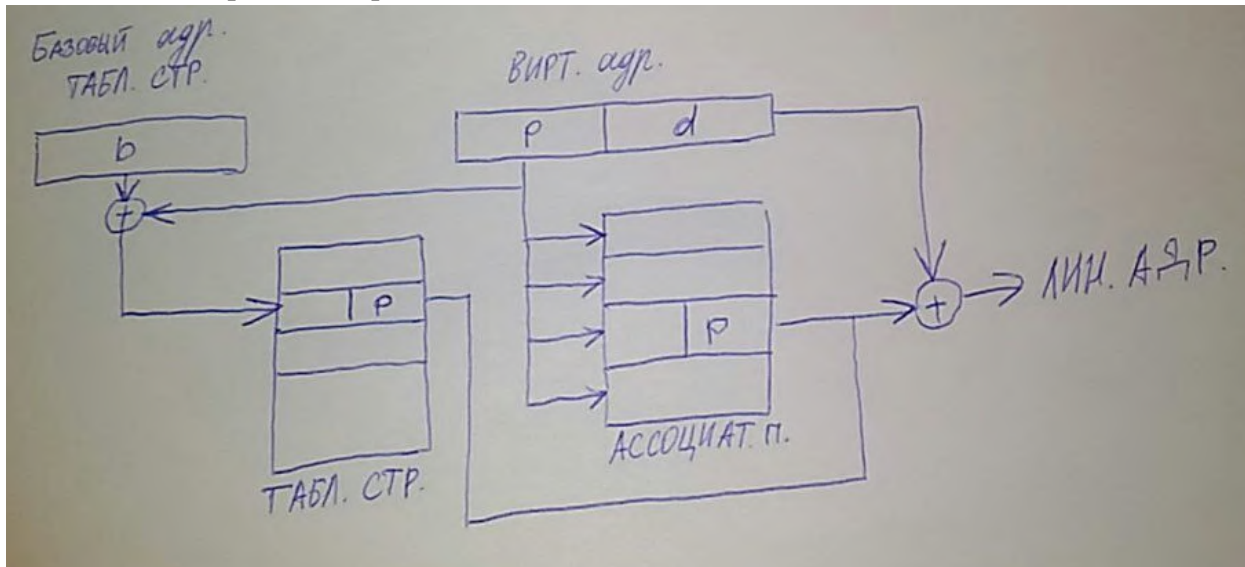 Базовый адр.
ТАБЛ. СТР.
ВИРТ. адр.
b
p
d
+
P
P
+
ЛИН. АДР.
АССОЦИАТ. П.
ТАБЛ. СТР.